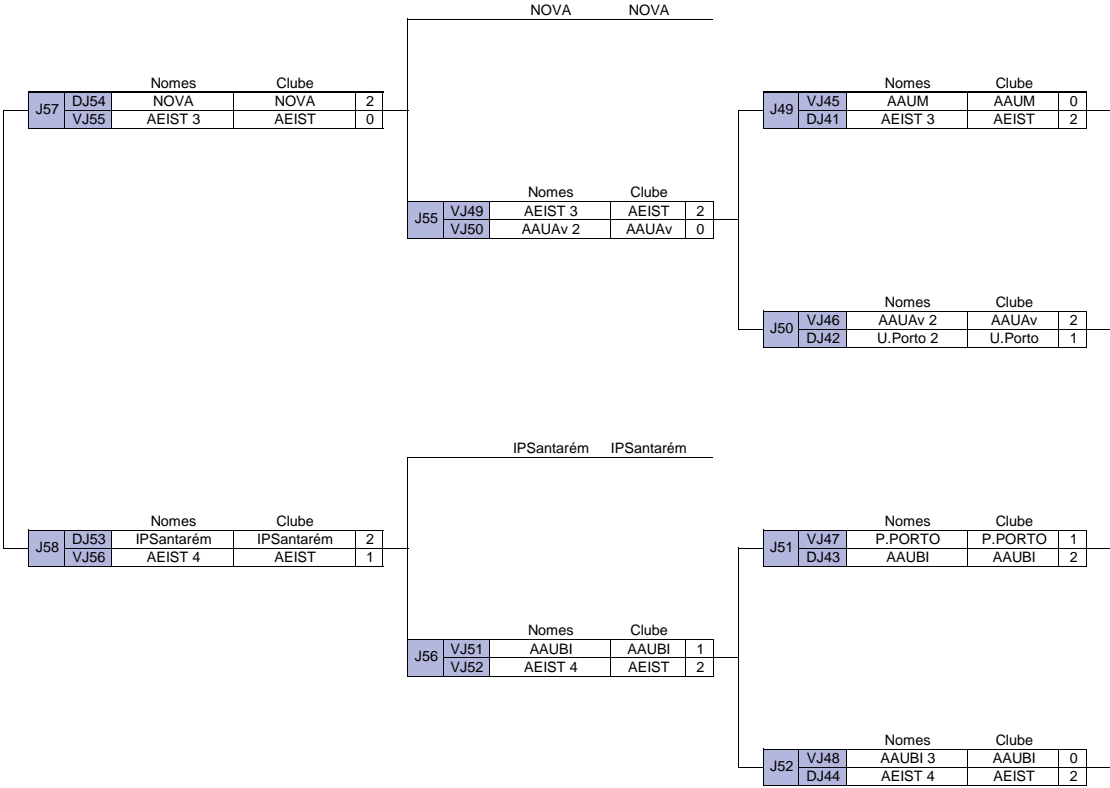 NOVA NOVA
Nomes Clube
J57 DJ54 NOVA NOVA 2
VJ55 AEIST 3 AEIST 0
Nomes Clube
J49 VJ45 AAUM AAUM 0
DJ41 AEIST 3 AEIST 2
Nomes Clube
J55 VJ49 AEIST 3 AEIST 2
VJ50 AAUAv 2 AAUAv 0
Nomes Clube
J50 VJ46 AAUAv 2 AAUAv 2
DJ42 U.Porto 2 U.Porto 1
IPSantarém IPSantarém
Nomes Clube
J58 DJ53 IPSantarém IPSantarém 2
VJ56 AEIST 4 AEIST 1
Nomes Clube
J51 VJ47 P.PORTO P.PORTO 1
DJ43 AAUBI AAUBI 2
Nomes Clube
J56 VJ51 AAUBI AAUBI 1
VJ52 AEIST 4 AEIST 2
Nomes Clube
J52 VJ48 AAUBI 3 AAUBI 0
DJ44 AEIST 4 AEIST 2